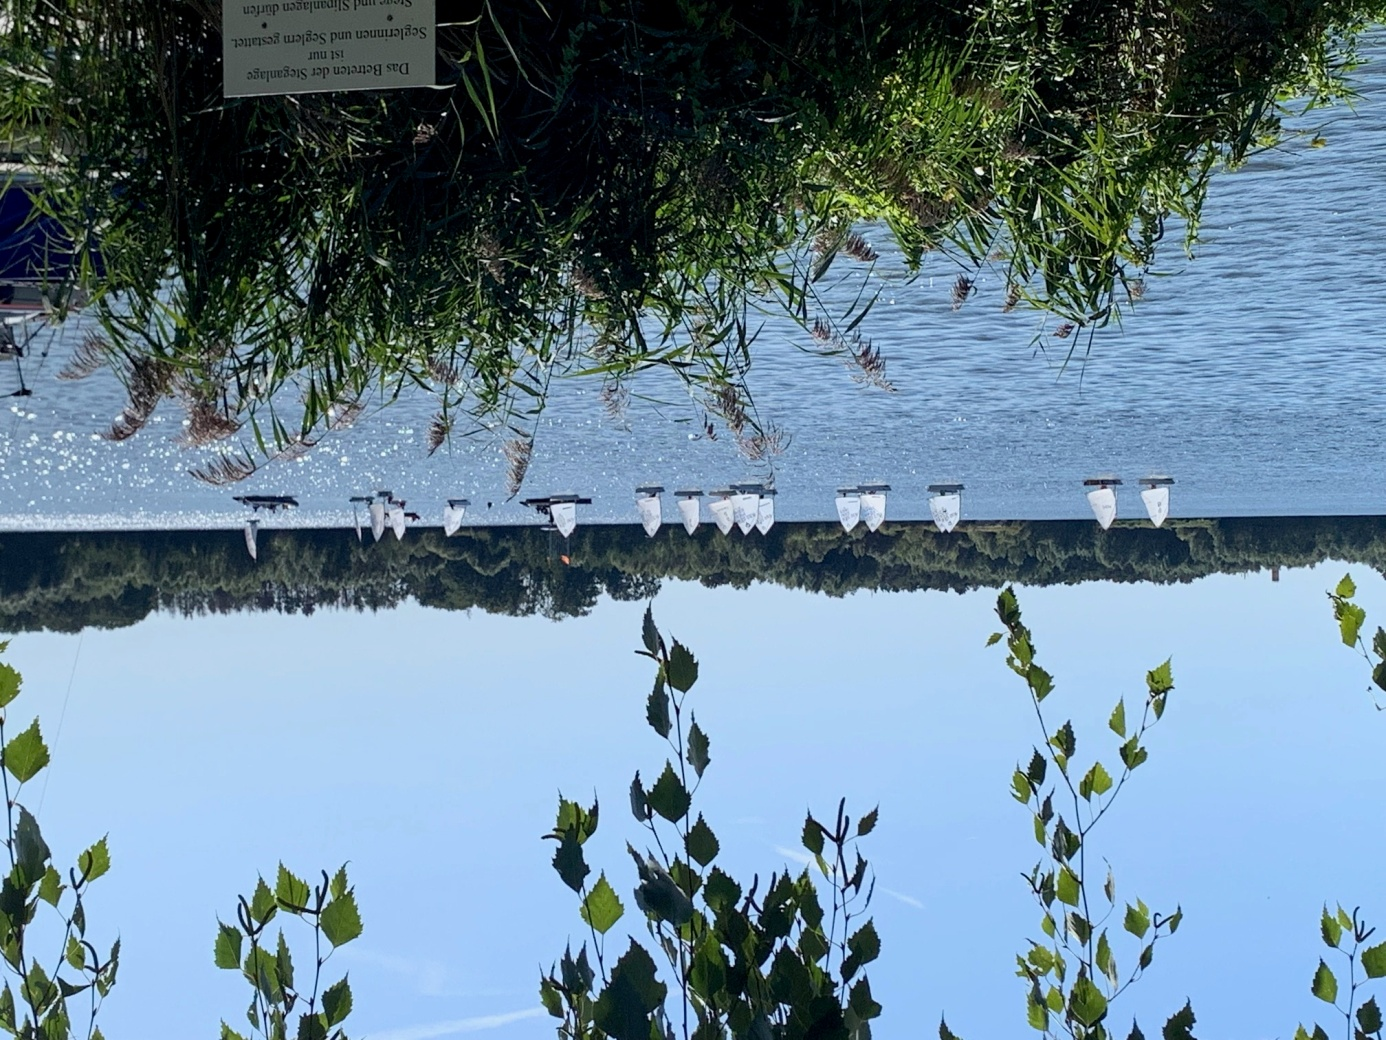 Das Betreten der Steganlage
ist nur
Seglerinnen und Seglern gestattet.
Stege und Slipanlagen dürfen